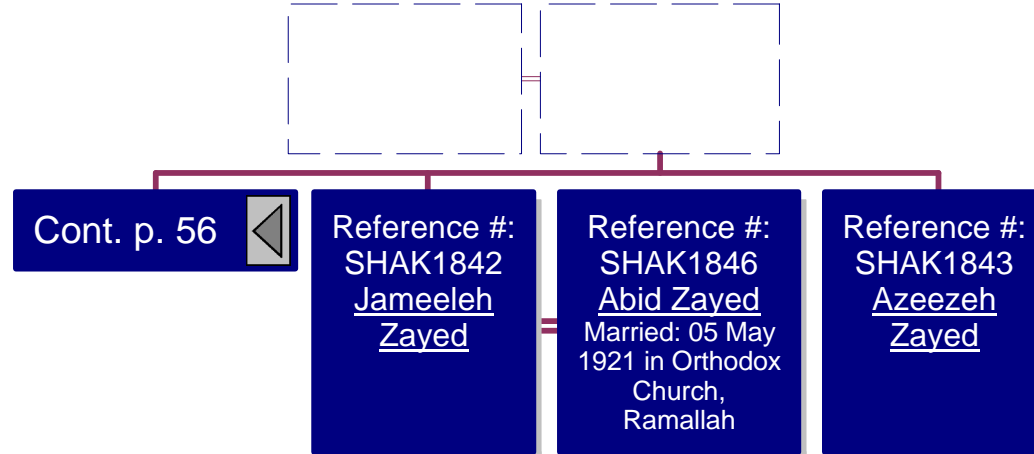 Cont. p. 56
Reference #:
SHAK1842
Jameeleh
Zayed
Reference #:
SHAK1846
Abid Zayed
Married: 05 May
1921 in Orthodox
Church,
Ramallah
Reference #:
SHAK1843
Azeezeh
Zayed